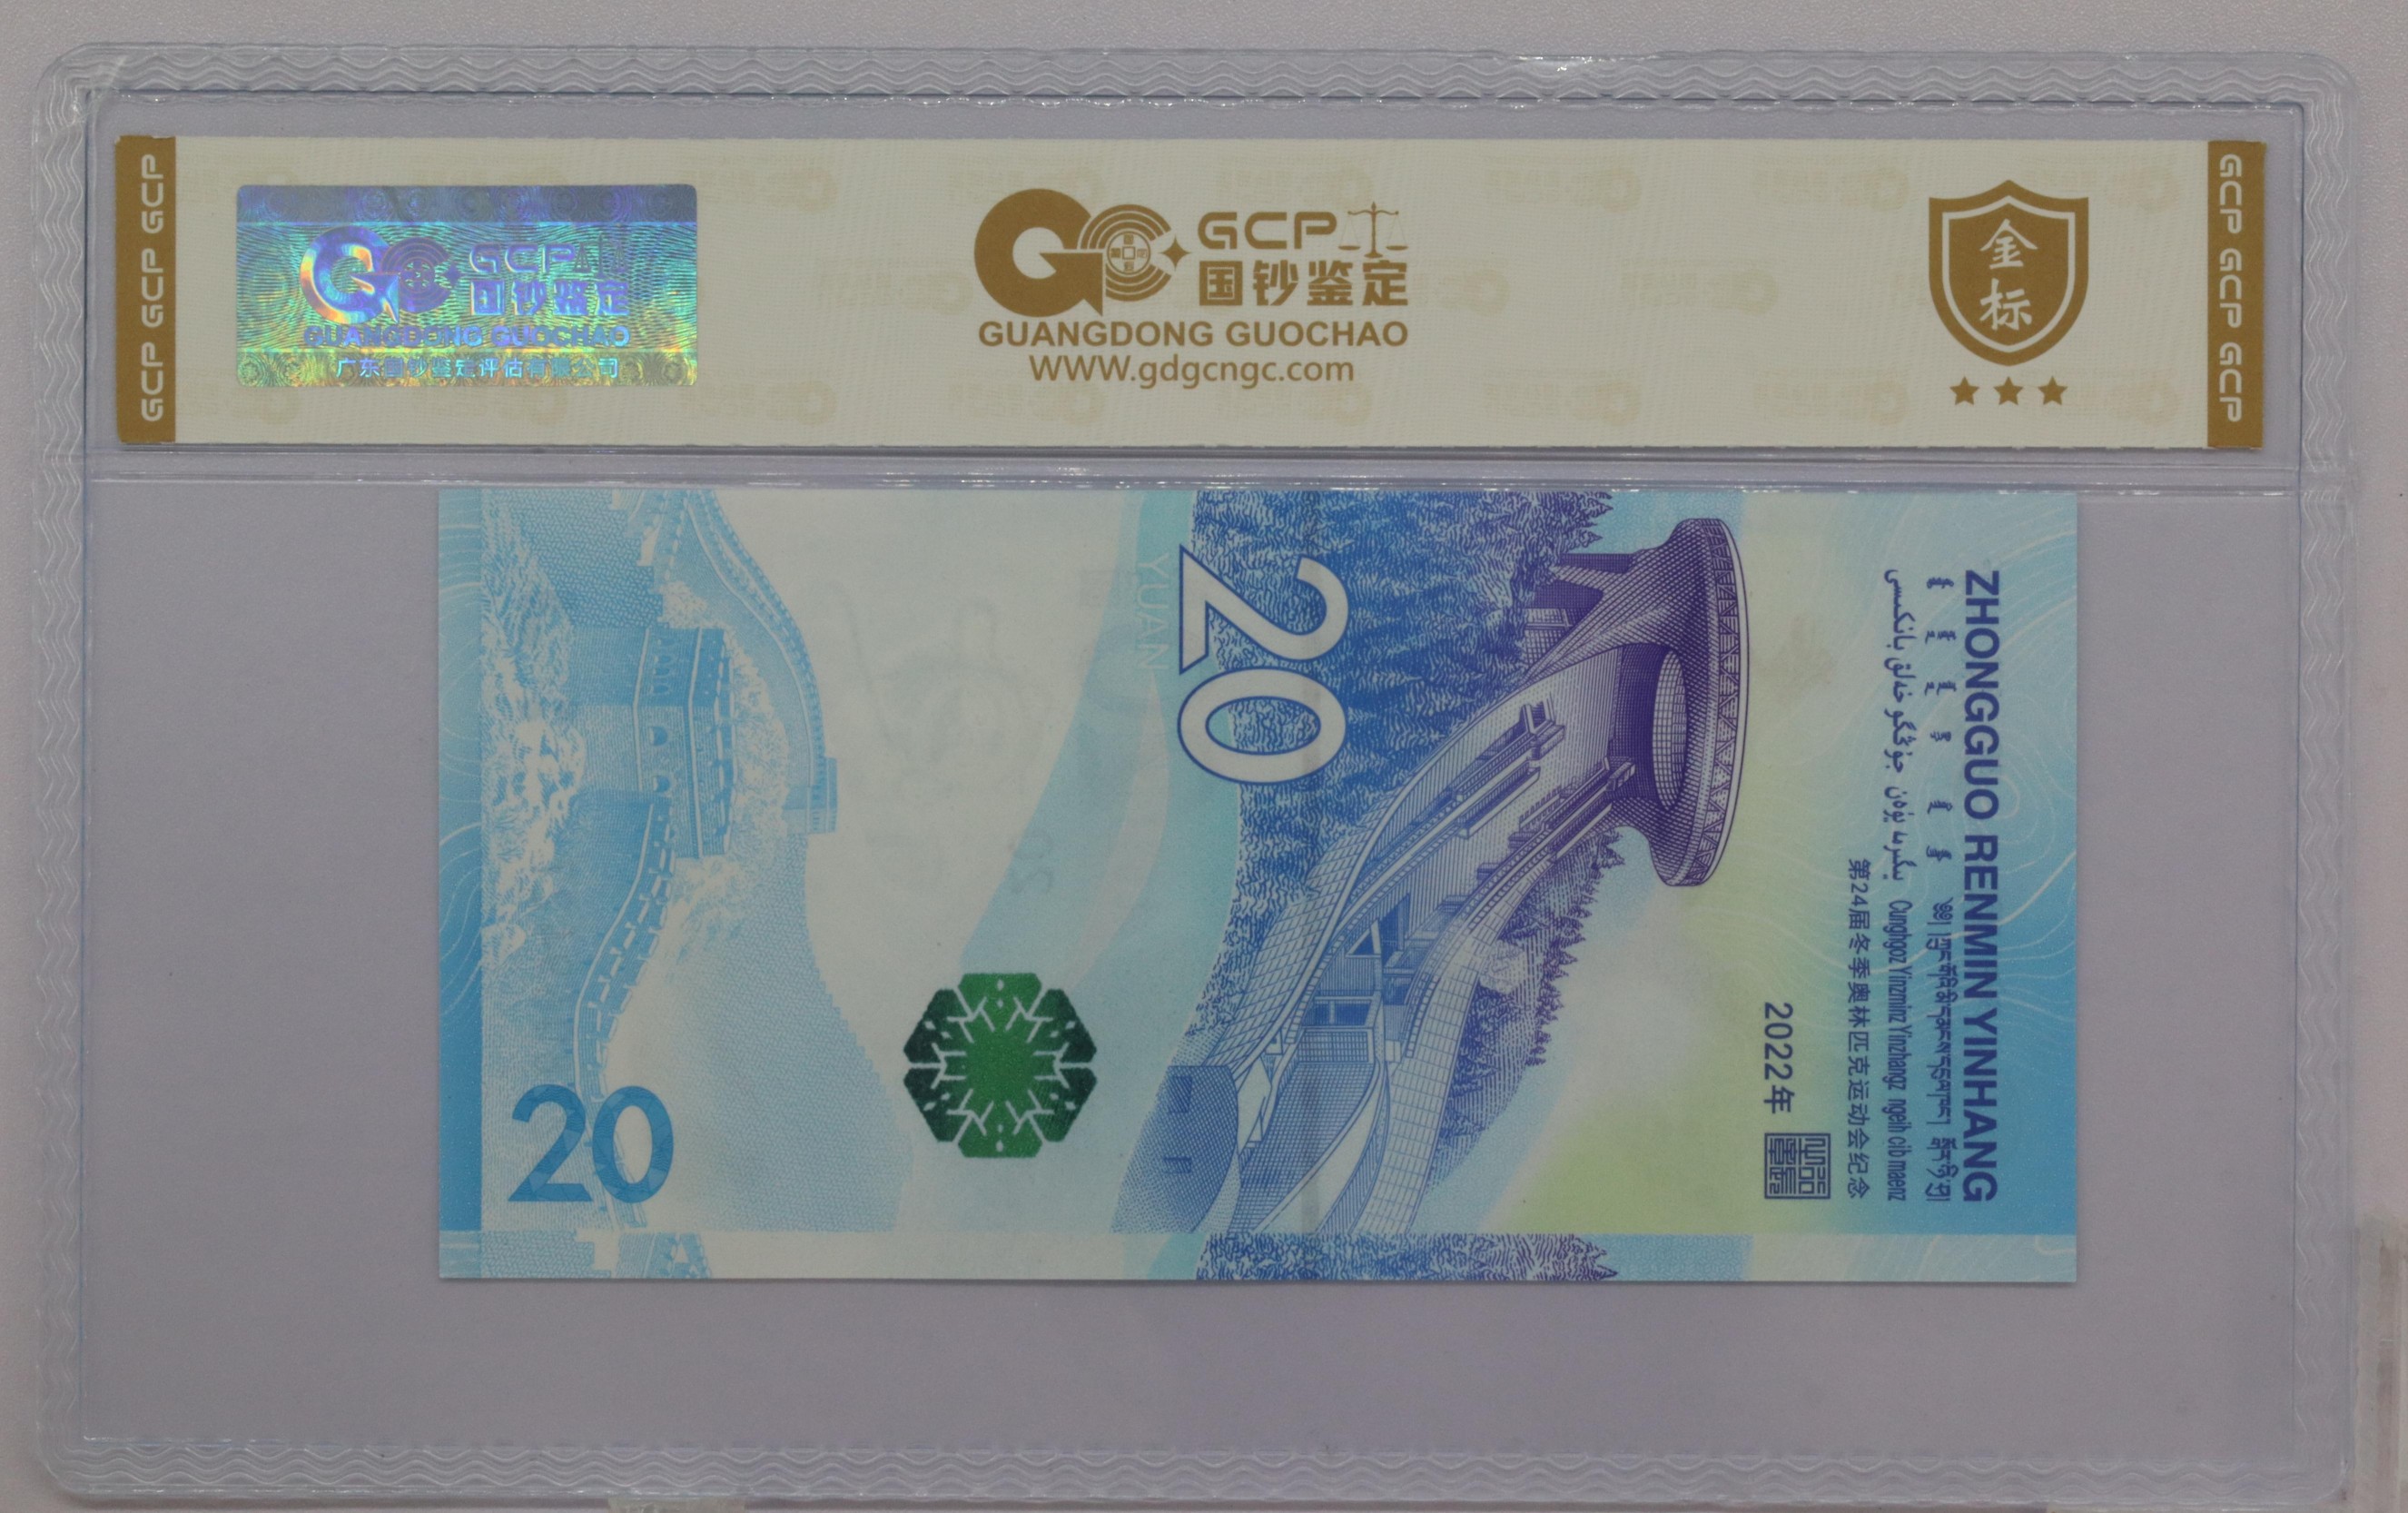 GCP GCP GCP
GCP
国钞鉴定
GUANGDONG GUOCHAO
广东国钞鉴定评估有限公司
GCP
国钞鉴定
GUANGDONG GUOCHAO
www.gdgcngc.com
金
标
GCP GCP GCP
ZHONGGUO RENMIN YINHANG
Cunghgoz Yinzminz Yinzhangz ngeih cib maenz
第24届冬季奥林匹克运动会纪念
2022年
20
YUAN
20